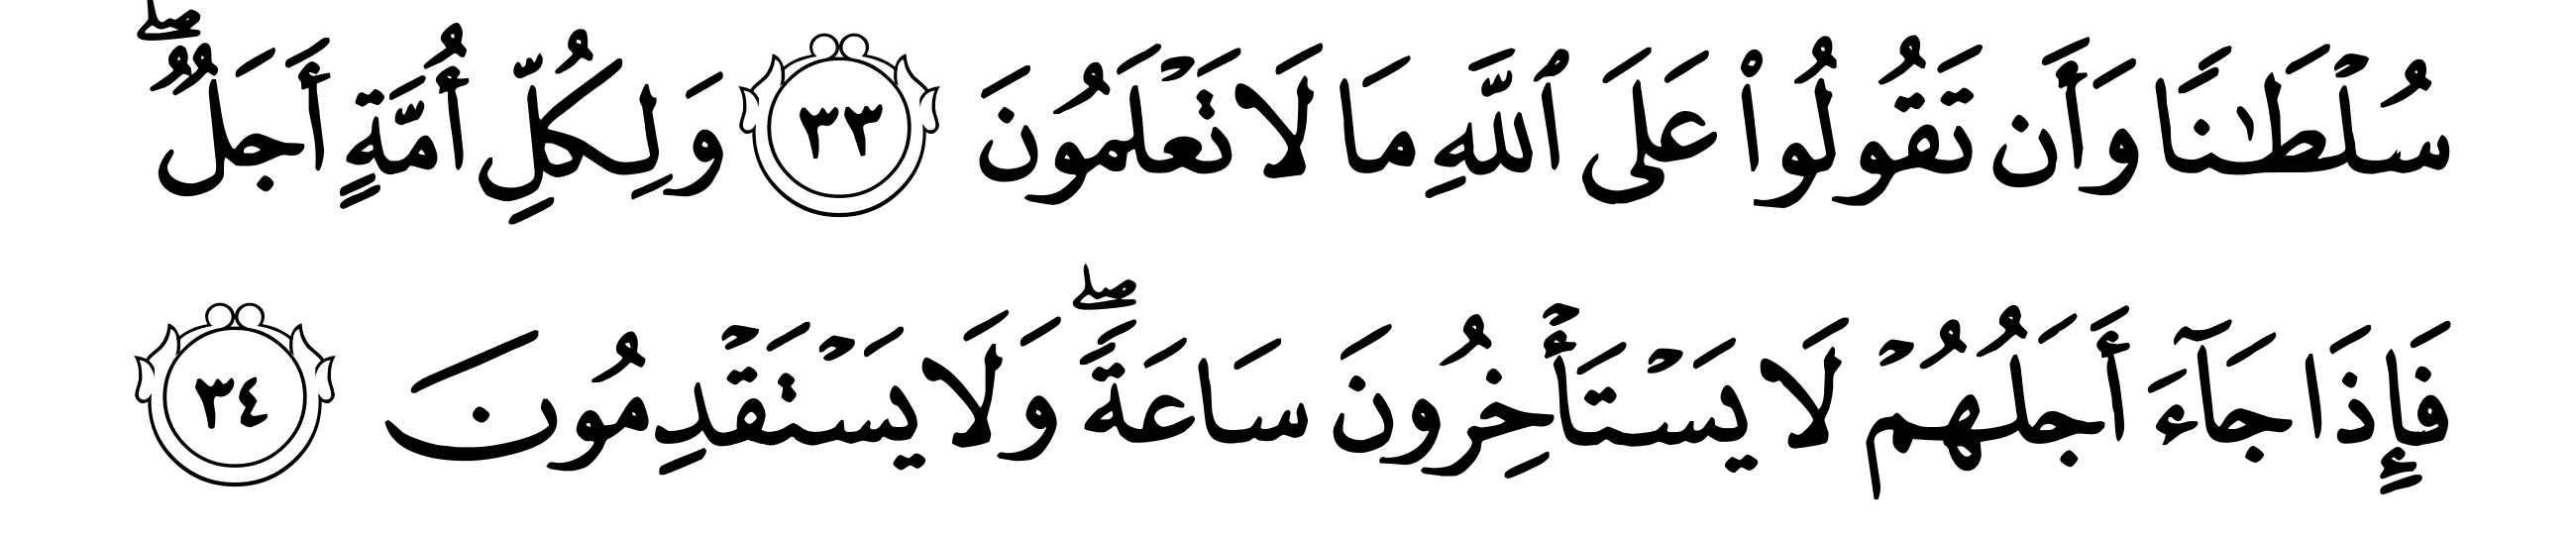 سُلْطَٰنًا وَأَن تَقُولُوا۟ عَلَى ٱللَّهِ مَا لَا تَعْلَمُونَ ٣٣ وَلِكُلِّ أُمَّةٍ أَجَلٌ ۖ
فَإِذَا جَآءَ أَجَلُهُمْ لَا يَسْتَأْخِرُونَ سَاعَةً ۖ وَلَا يَسْتَقْدِمُونَ ٣٤